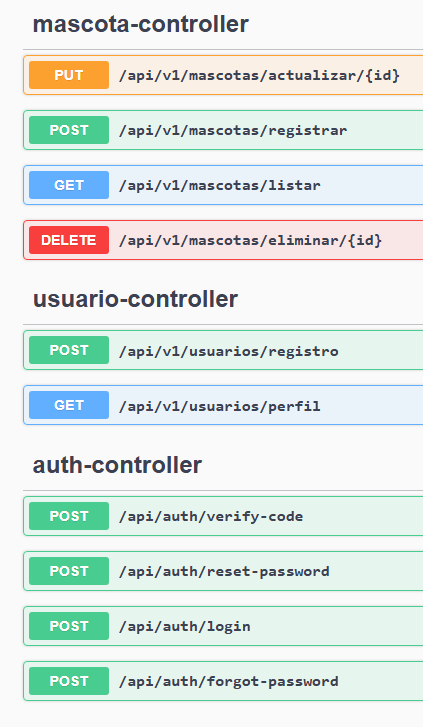 mascota-controller
PUT /api/v1/mascotas/actualizar/{id}
POST /api/v1/mascotas/registrar
GET /api/v1/mascotas/listar
DELETE /api/v1/mascotas/eliminar/{id}
usuario-controller
POST /api/v1/usuarios/registro
GET /api/v1/usuarios/perfil
auth-controller
POST /api/auth/verify-code
POST /api/auth/reset-password
POST /api/auth/login
POST /api/auth/forgot-password